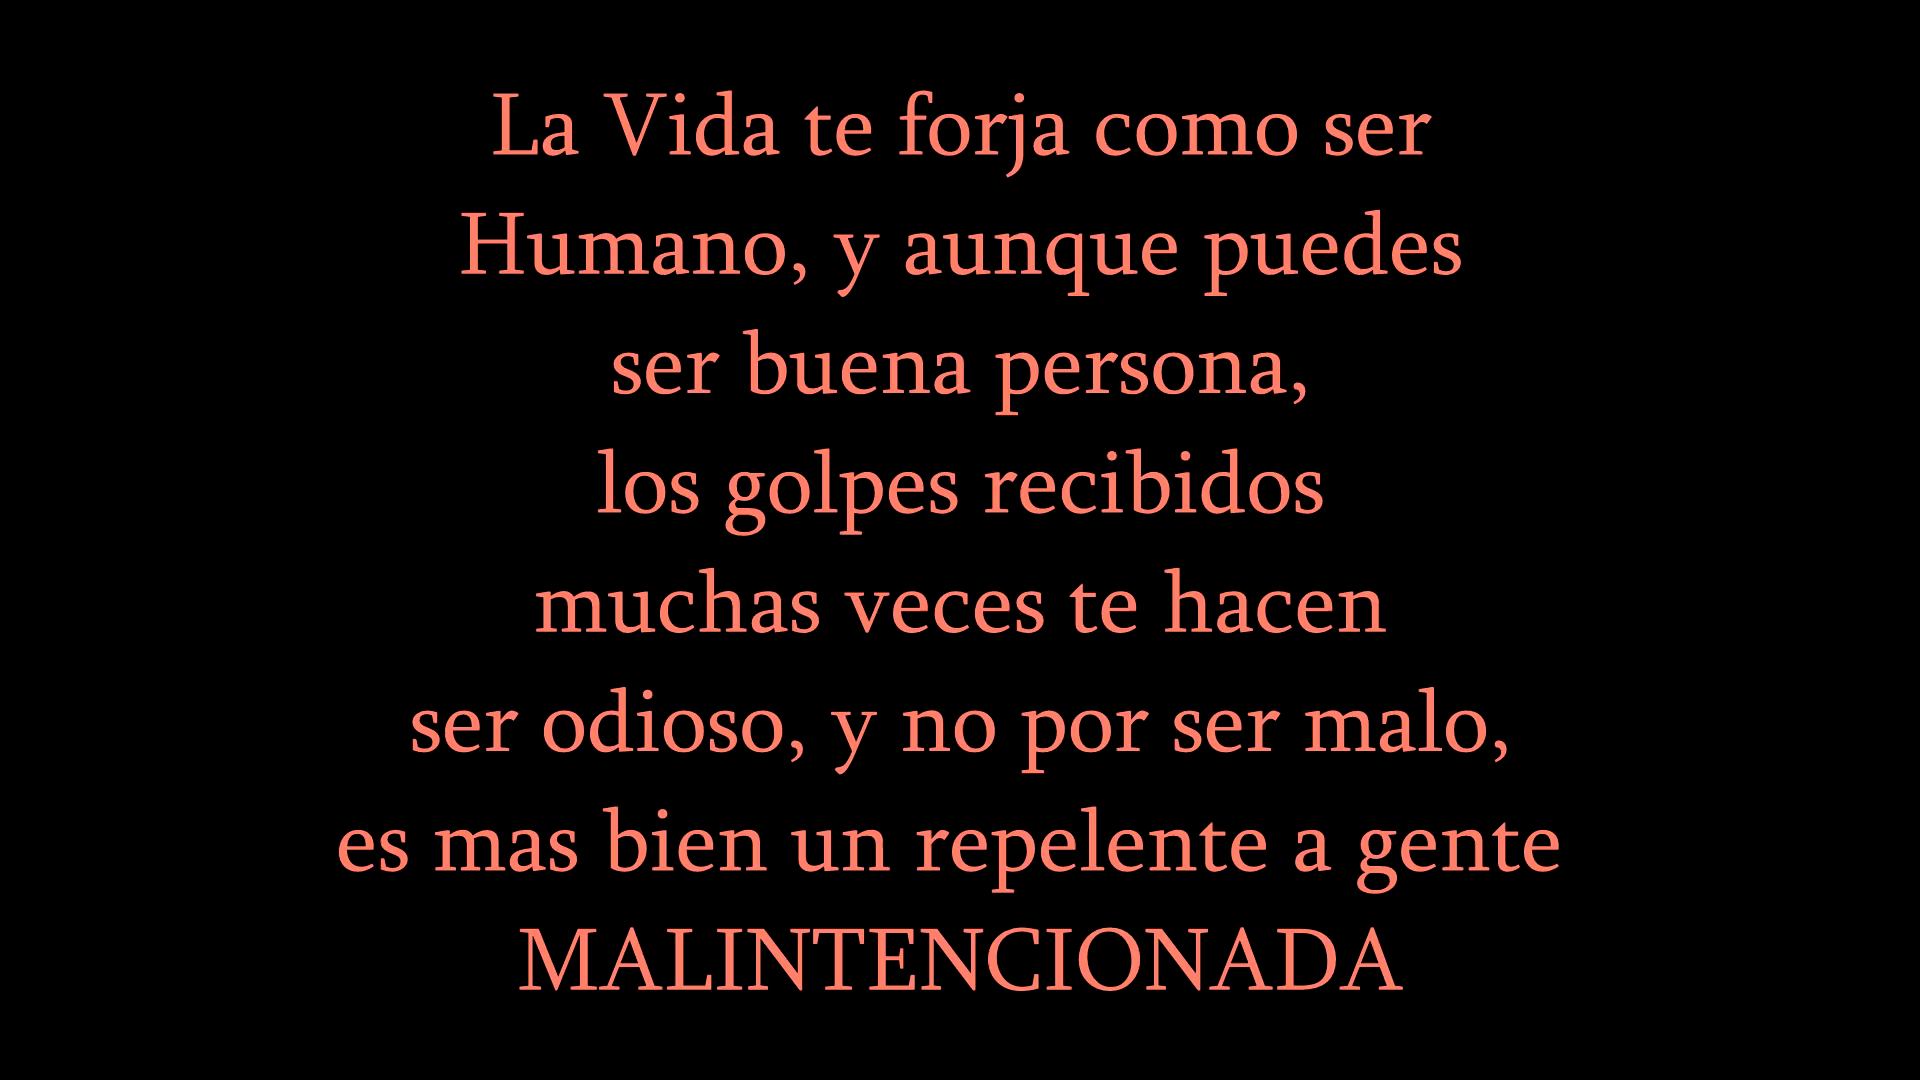 La Vida te forja como ser
Humano, y aunque puedes
ser buena persona,
los golpes recibidos
muchas veces te hacen
ser odioso, y no por ser malo,
es mas bien un repelente a gente
MALINTENCIONADA